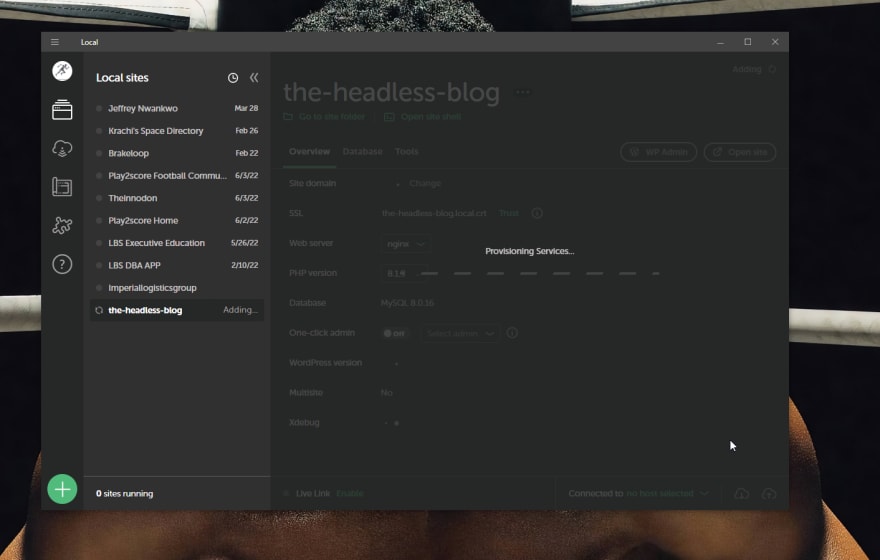 Local
Local sites
Jeffrey Nwankwo Mar 28
Krachi's Space Directory Feb 26
Brakeloop Feb 22
Play2score Football Commu... 6/3/22
TheInnodon 6/3/22
Play2score Home 6/2/22
LBS Executive Education 5/26/22
LBS DBA APP 2/10/22
Imperiallogisticsgroup
the-headless-blog Adding...
0 sites running
Adding
the-headless-blog ...
Go to site folder Open site shell
Overview Database Tools WP Admin Open site
Site domain Change
SSL the-headless-blog.local.crt Trust
Web server nginx
Provisioning Services...
PHP version 8.1.9
Database MySQL 8.0.16
One-click admin Off Select admin
WordPress version
Multisite No
Xdebug
Live Link Enable Connected to no host selected